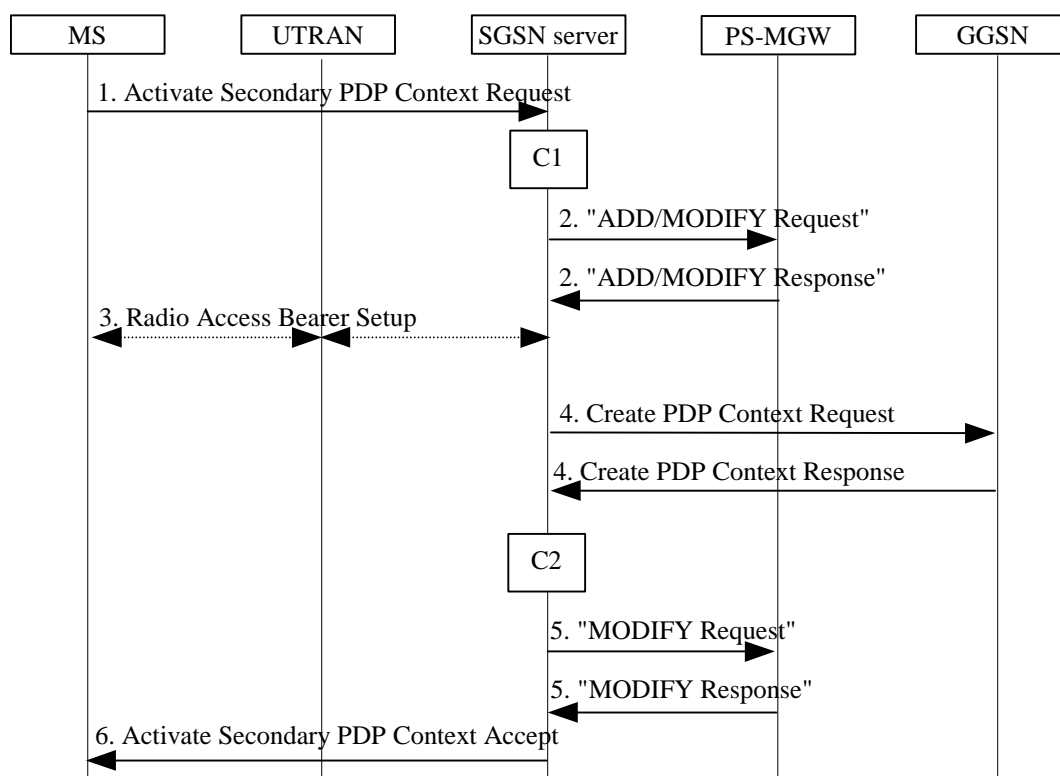 MS UTRAN SGSN server PS-MGW GGSN
1. Activate Secondary PDP Context Request
C1
2. "ADD/MODIFY Request"
2. "ADD/MODIFY Response"
3. Radio Access Bearer Setup
4. Create PDP Context Request
4. Create PDP Context Response
C2
5. "MODIFY Request"
5. "MODIFY Response"
6. Activate Secondary PDP Context Accept